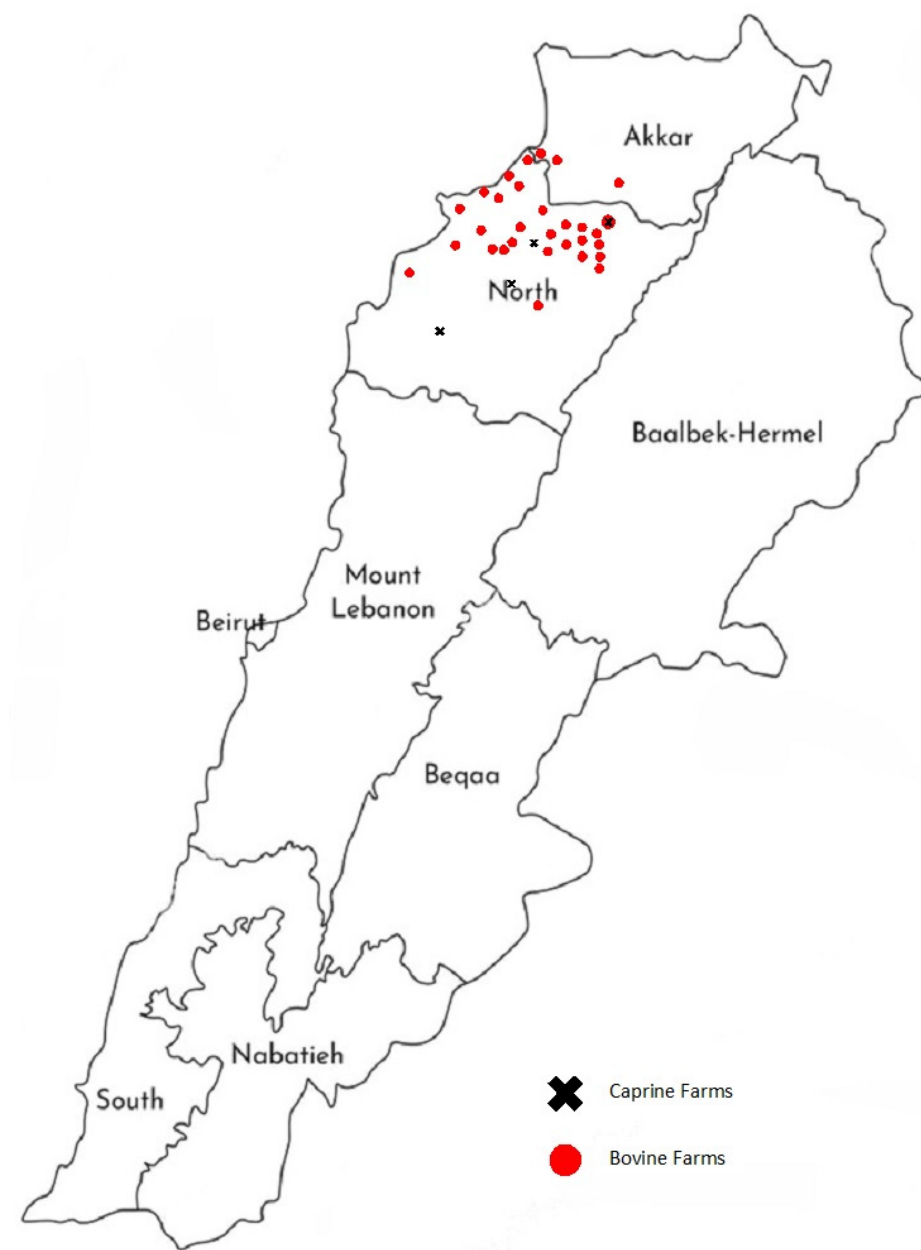 Akkar
North
Baalbek-Hermel
Mount
Lebanon
Beirut
Beqaa
Nabatieh
South
Caprine Farms
Bovine Farms